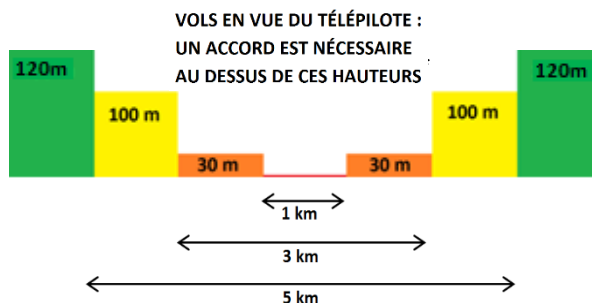 VOLS EN VUE DU TÉLÉPILOTE :
UN ACCORD EST NÉCESSAIRE
AU DESSUS DE CES HAUTEURS
120m
120m
100 m
100 m
30 m
30 m
1 km
3 km
5 km